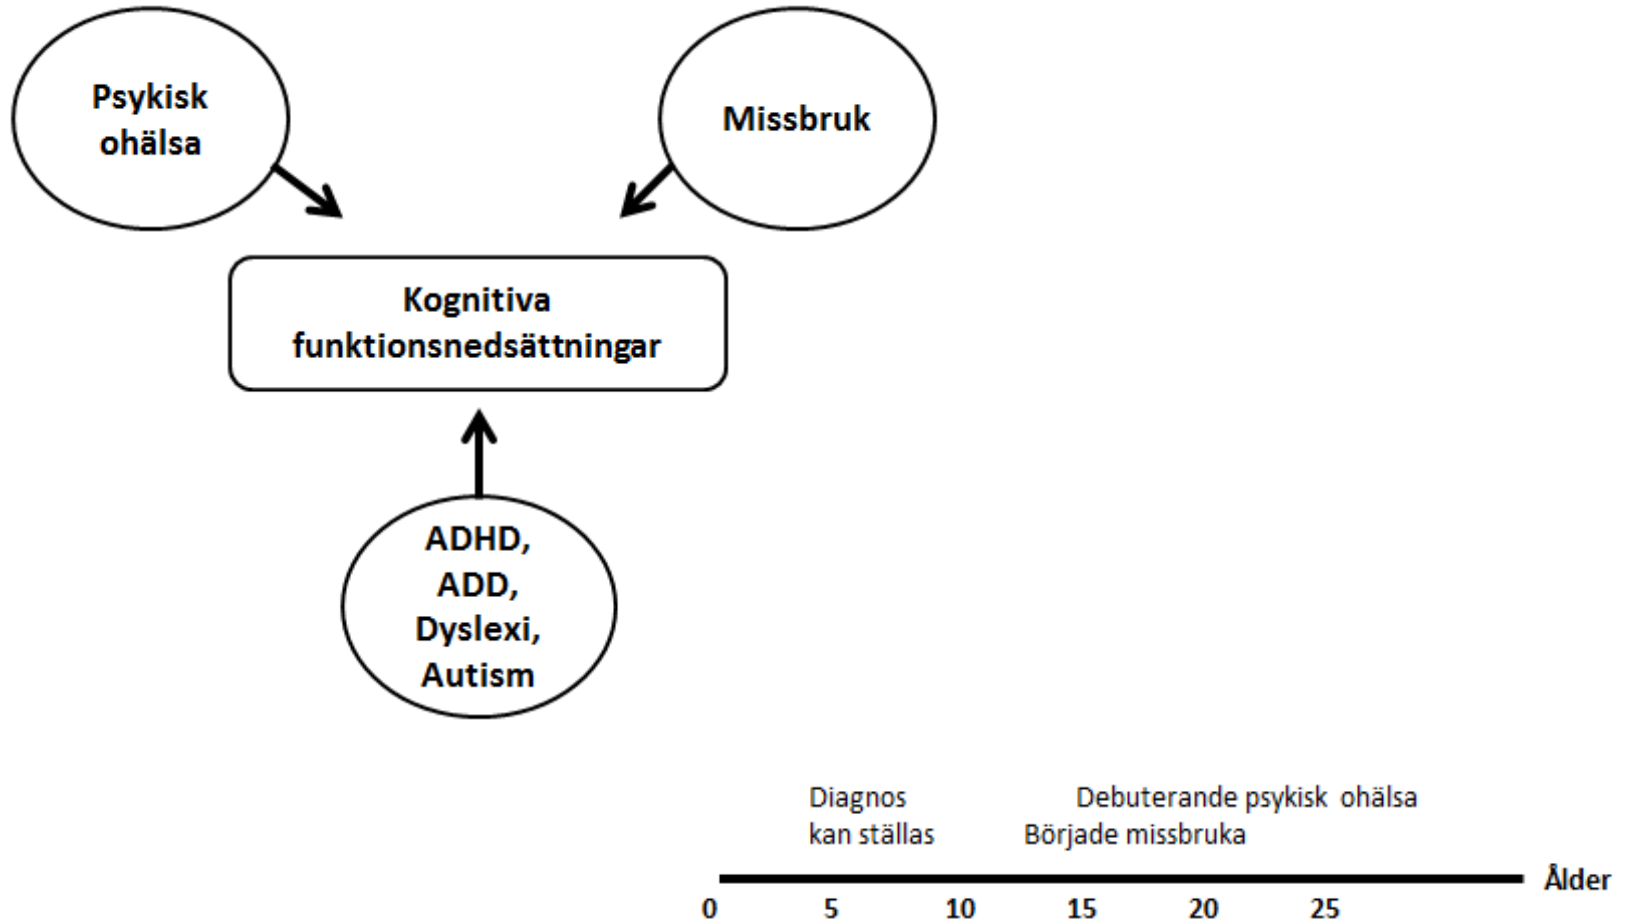 Psykisk
ohälsa
Missbruk
Kognitiva
funktionsnedsättningar
ADHD,
ADD,
Dyslexi,
Autism
Diagnos
kan ställas
Debuterande psykisk ohälsa
Började missbruka
Ålder
0 5 10 15 20 25